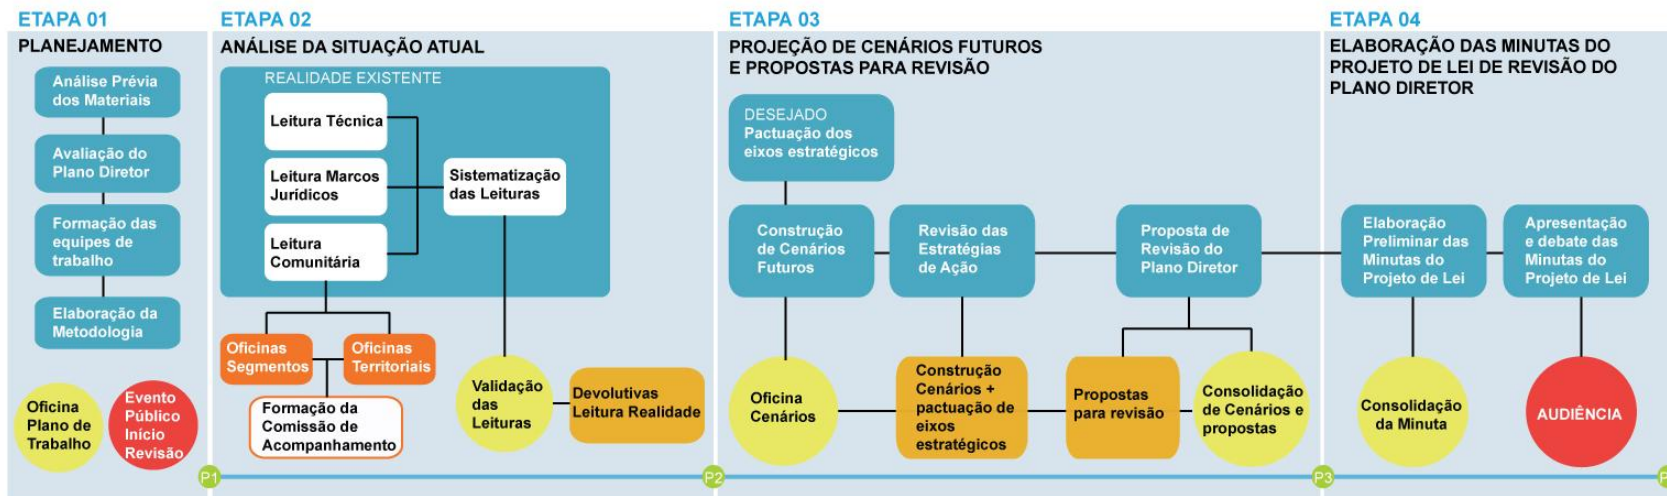 ETAPA 01
PLANEJAMENTO
Análise Prévia
dos Materiais
Avaliação do
Plano Diretor
Formação das
equipes de
trabalho
Elaboração da
Metodologia
Oficina
Plano de
Trabalho
Evento
Público
Início
Revisão
P1
ETAPA 02
ANÁLISE DA SITUAÇÃO ATUAL
REALIDADE EXISTENTE
Leitura Técnica
Leitura Marcos
Jurídicos
Leitura
Comunitária
Sistematização
das Leituras
Oficinas
Segmentos
Oficinas
Territoriais
Formação da
Comissão de
Acompanhamento
Validação
das
Leituras
Devolutivas
Leitura Realidade
P2
ETAPA 03
PROJEÇÃO DE CENÁRIOS FUTUROS
E PROPOSTAS PARA REVISÃO
DESEJADO
Pactuação dos
eixos estratégicos
Construção
de Cenários
Futuros
Revisão das
Estratégias
de Ação
Proposta de
Revisão do
Plano Diretor
Oficina
Cenários
Construção
Cenários +
pactuação de
eixos
estratégicos
Propostas
para revisão
Consolidação
de Cenários e
propostas
P3
ETAPA 04
ELABORAÇÃO DAS MINUTAS DO
PROJETO DE LEI DE REVISÃO DO
PLANO DIRETOR
Elaboração
Preliminar das
Minutas do
Projeto de Lei
Apresentação
e debate das
Minutas do
Projeto de Lei
Consolidação
da Minuta
AUDIÊNCIA